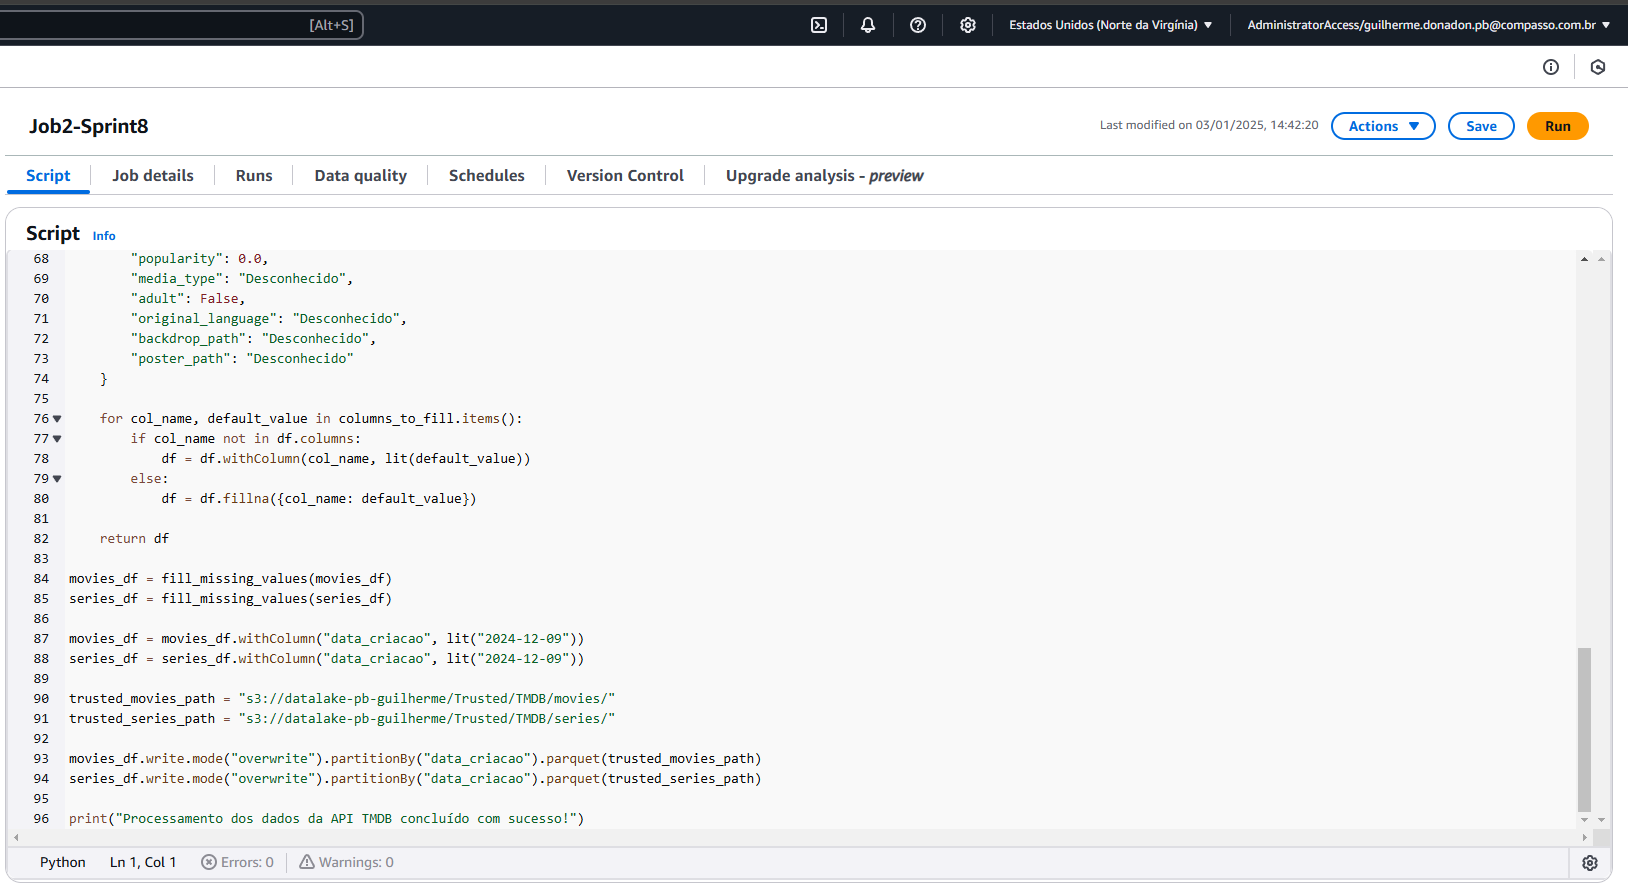 [Alt+S]
Estados Unidos (Norte da Virgínia) ▼
AdministratorAccess/guilherme.donadon.pb@compasso.com.br ▼
Job2-Sprint8
Last modified on 03/01/2025, 14:42:20
Actions ▼
Save
Run
Script
Job details
Runs
Data quality
Schedules
Version Control
Upgrade analysis - preview
Script Info
68         "popularity": 0.0,
69         "media_type": "Desconhecido",
70         "adult": False,
71         "original_language": "Desconhecido",
72         "backdrop_path": "Desconhecido",
73         "poster_path": "Desconhecido"
74     }
75
76     for col_name, default_value in columns_to_fill.items():
77         if col_name not in df.columns:
78             df = df.withColumn(col_name, lit(default_value))
79         else:
80             df = df.fillna({col_name: default_value})
81
82     return df
83
84 movies_df = fill_missing_values(movies_df)
85 series_df = fill_missing_values(series_df)
86
87 movies_df = movies_df.withColumn("data_criacao", lit("2024-12-09"))
88 series_df = series_df.withColumn("data_criacao", lit("2024-12-09"))
89
90 trusted_movies_path = "s3://datalake-pb-guilherme/Trusted/TMDB/movies/"
91 trusted_series_path = "s3://datalake-pb-guilherme/Trusted/TMDB/series/"
92
93 movies_df.write.mode("overwrite").partitionBy("data_criacao").parquet(trusted_movies_path)
94 series_df.write.mode("overwrite").partitionBy("data_criacao").parquet(trusted_series_path)
95
96 print("Processamento dos dados da API TMDB concluído com sucesso!")
Python
Ln 1, Col 1
Errors: 0
Warnings: 0